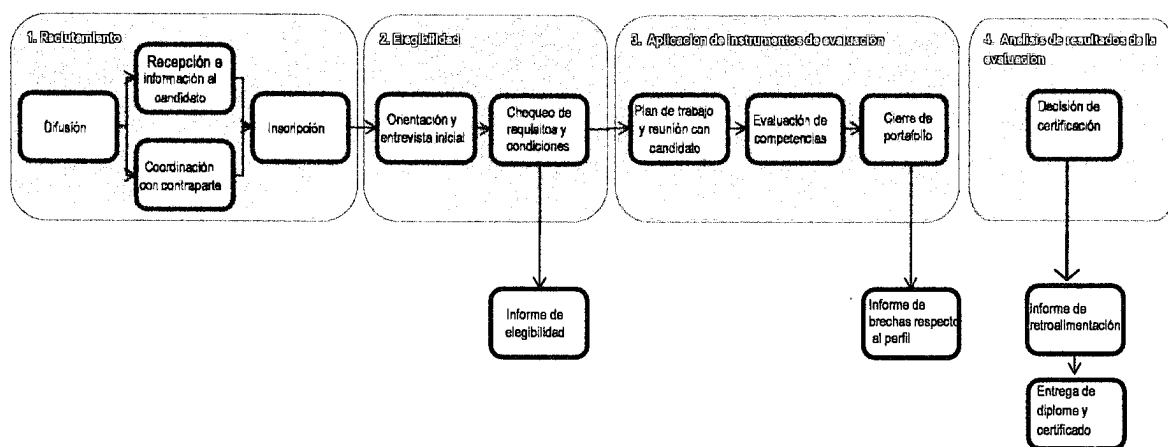 1. Reclutamiento
Difusión
Recepción e
información al
candidato
Coordinación
con contraparte
Inscripción
2. Elegibilidad
Orientación y
entrevista inicial
Chequeo de
requisitos y
condiciones
Informe de
elegibilidad
3. Aplicacion de instrumentos de evaluación
Plan de trabajo
y reunión con
candidato
Evaluación de
competencias
Cierre de
portafolio
Informe de
brechas respecto
al perfil
4. Analisis de resultados de la
evaluación
Decisión de
certificación
Informe de
retroalimentación
Entrega de
diploma y
certificado